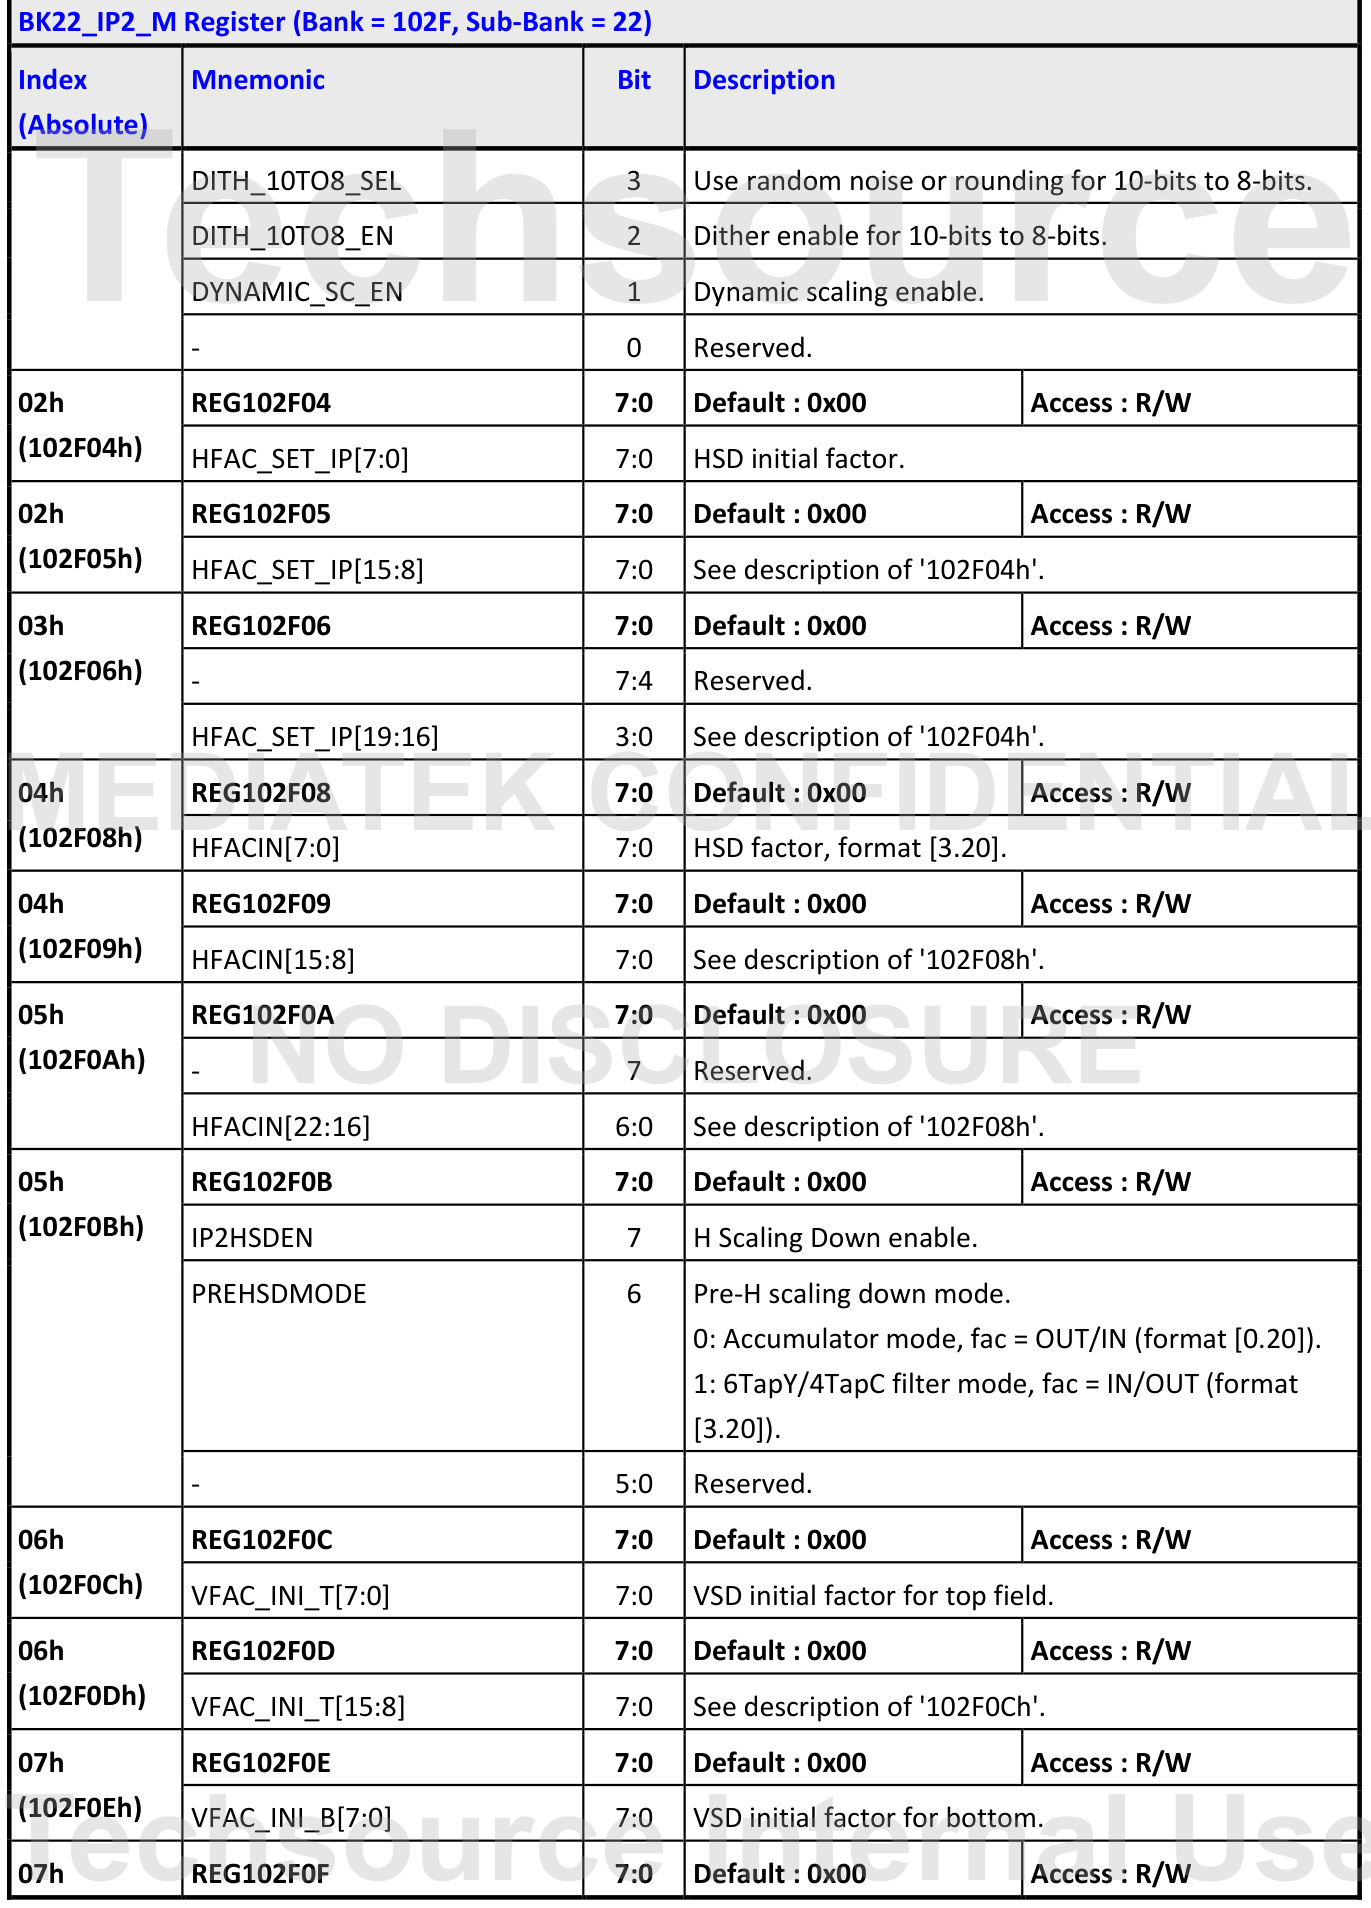 BK22_IP2_M Register (Bank = 102F, Sub-Bank = 22)
Index (Absolute) Mnemonic Bit Description
DITH_10TO8_SEL 3 Use random noise or rounding for 10-bits to 8-bits.
DITH_10TO8_EN 2 Dither enable for 10-bits to 8-bits.
DYNAMIC_SC_EN 1 Dynamic scaling enable.
- 0 Reserved.
02h REG102F04 7:0 Default : 0x00 Access : R/W
(102F04h) HFAC_SET_IP[7:0] 7:0 HSD initial factor.
02h REG102F05 7:0 Default : 0x00 Access : R/W
(102F05h) HFAC_SET_IP[15:8] 7:0 See description of '102F04h'.
03h REG102F06 7:0 Default : 0x00 Access : R/W
(102F06h) - 7:4 Reserved.
HFAC_SET_IP[19:16] 3:0 See description of '102F04h'.
04h REG102F08 7:0 Default : 0x00 Access : R/W
(102F08h) HFACIN[7:0] 7:0 HSD factor, format [3.20].
04h REG102F09 7:0 Default : 0x00 Access : R/W
(102F09h) HFACIN[15:8] 7:0 See description of '102F08h'.
05h REG102F0A 7:0 Default : 0x00 Access : R/W
(102F0Ah) - 7 Reserved.
HFACIN[22:16] 6:0 See description of '102F08h'.
05h REG102F0B 7:0 Default : 0x00 Access : R/W
(102F0Bh) IP2HSDEN 7 H Scaling Down enable.
PREHSDMODE 6 Pre-H scaling down mode.
0: Accumulator mode, fac = OUT/IN (format [0.20]).
1: 6TapY/4TapC filter mode, fac = IN/OUT (format
[3.20]).
- 5:0 Reserved.
06h REG102F0C 7:0 Default : 0x00 Access : R/W
(102F0Ch) VFAC_INI_T[7:0] 7:0 VSD initial factor for top field.
06h REG102F0D 7:0 Default : 0x00 Access : R/W
(102F0Dh) VFAC_INI_T[15:8] 7:0 See description of '102F0Ch'.
07h REG102F0E 7:0 Default : 0x00 Access : R/W
(102F0Eh) VFAC_INI_B[7:0] 7:0 VSD initial factor for bottom.
07h REG102F0F 7:0 Default : 0x00 Access : R/W
Techsource
MEDIATEK CONFIDENTIAL
NO DISCLOSURE
Techsource Internal Use